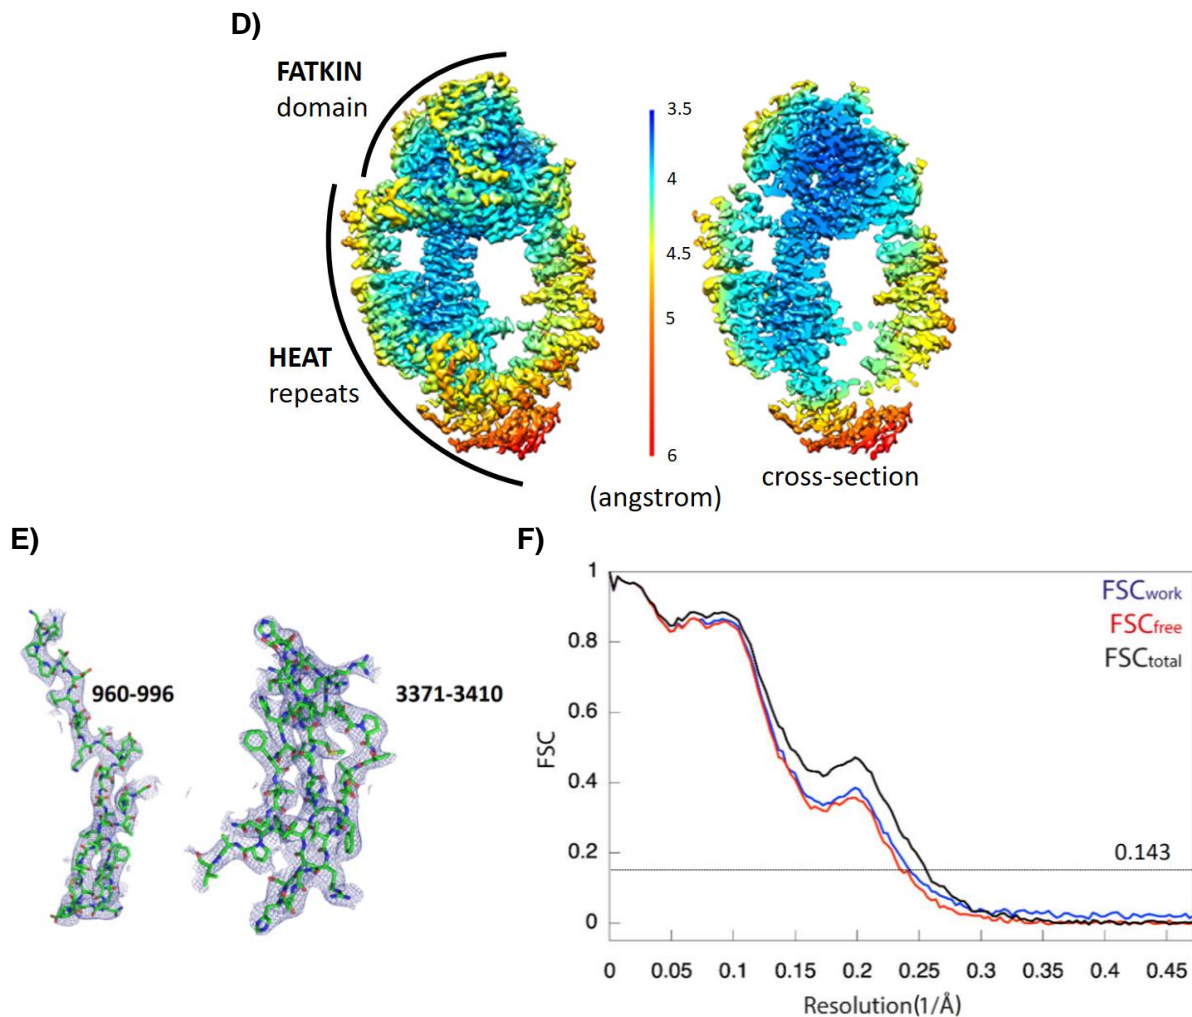 D)
FATKIN
domain
HEAT
repeats
3.5
4
4.5
5
6
(angstrom)
cross-section
E)
960-996
3371-3410
F)
FSCwork
FSCfree
FSCtotal
1
0.8
0.6
0.4
0.2
0
FSC
0.143
0
0.05
0.1
0.15
0.2
0.25
0.3
0.35
0.4
0.45
Resolution(1/Å)